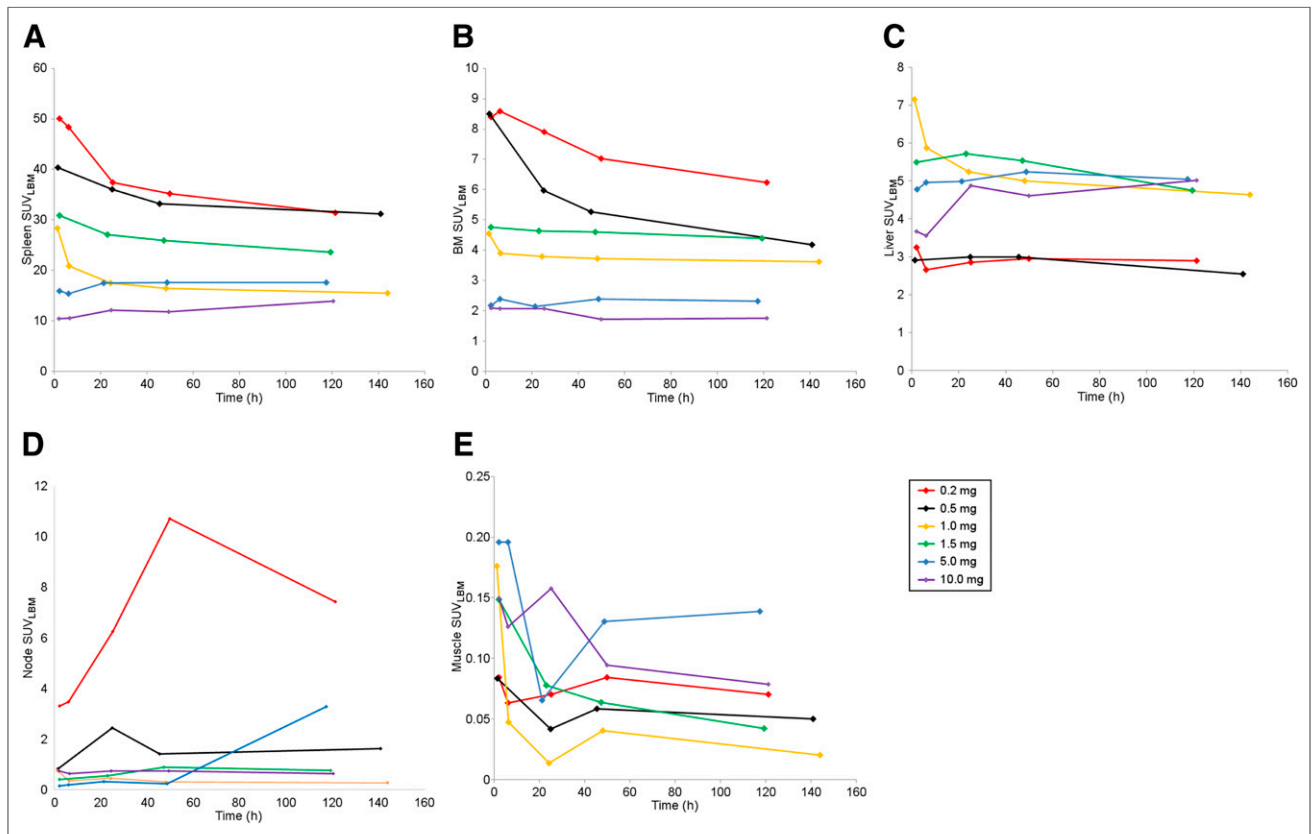 A
60
50
40
30
20
10
0
Spleen SUVLBM
0 20 40 60 80 100 120 140 160
Time (h)
B
10
9
8
7
6
5
4
3
2
1
0
BM SUVLBM
0 20 40 60 80 100 120 140 160
Time (h)
C
8
7
6
5
4
3
2
1
0
Liver SUVLBM
0 20 40 60 80 100 120 140 160
Time (h)
D
12
10
8
6
4
2
0
Node SUVLBM
0 20 40 60 80 100 120 140 160
Time (h)
E
0.25
0.20
0.15
0.10
0.05
0
Muscle SUVLBM
0 20 40 60 80 100 120 140 160
Time (h)
0.2 mg
0.5 mg
1.0 mg
1.5 mg
5.0 mg
10.0 mg